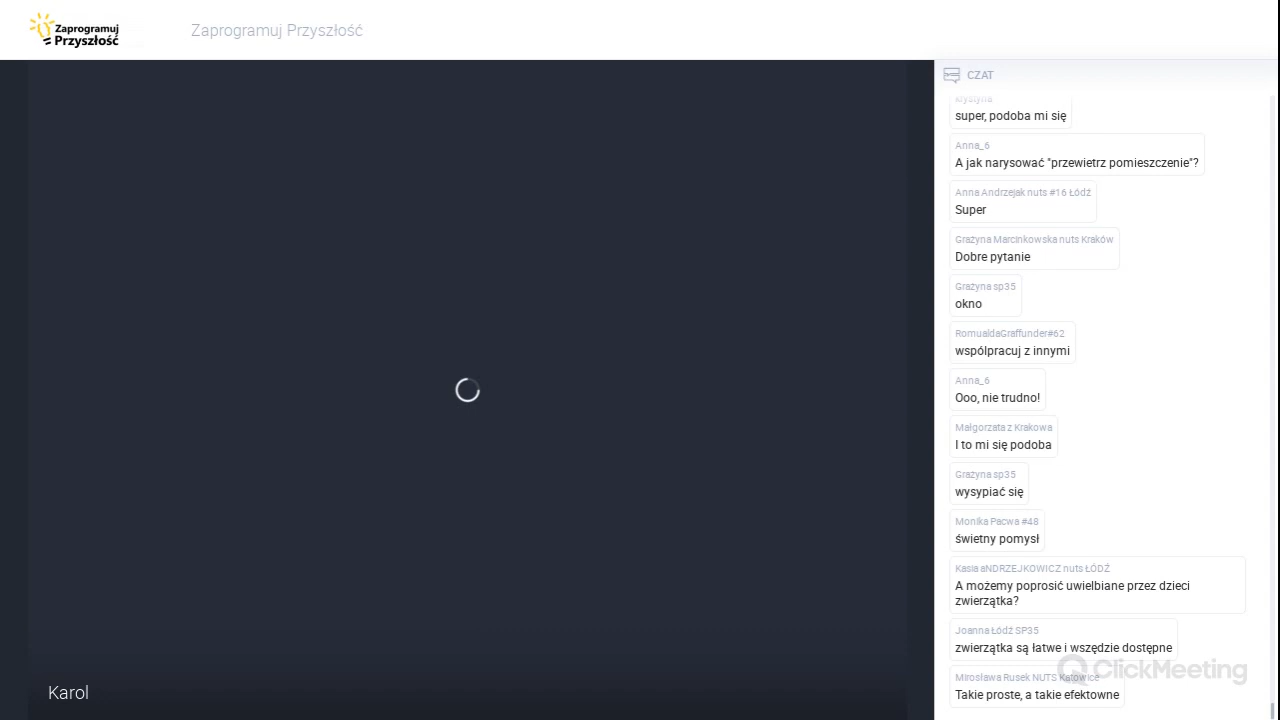 Zaprogramuj
Przyszłość
Zaprogramuj Przyszłość
CZAT
krystyna
super, podoba mi się
Anna_6
A jak narysować "przewietrz pomieszczenie"?
Anna Andrzejak nuts #16 Łódź
Super
Grażyna Marcinkowska nuts Kraków
Dobre pytanie
Grażyna sp35
okno
RomualdaGraffunder#62
wspólpracuj z innymi
Anna_6
Ooo, nie trudno!
Małgorzata z Krakowa
I to mi się podoba
Grażyna sp35
wysypiać się
Monika Pacwa #48
świetny pomysł
Kasia aNDRZEJKOWICZ nuts ŁÓDŹ
A możemy poprosić uwielbiane przez dzieci
zwierzątka?
Joanna Łódź SP35
zwierzątka są łatwe i wszędzie dostępne
Mirosława Rusek NUTS Katowice
Takie proste, a takie efektowne
ClickMeeting
Karol